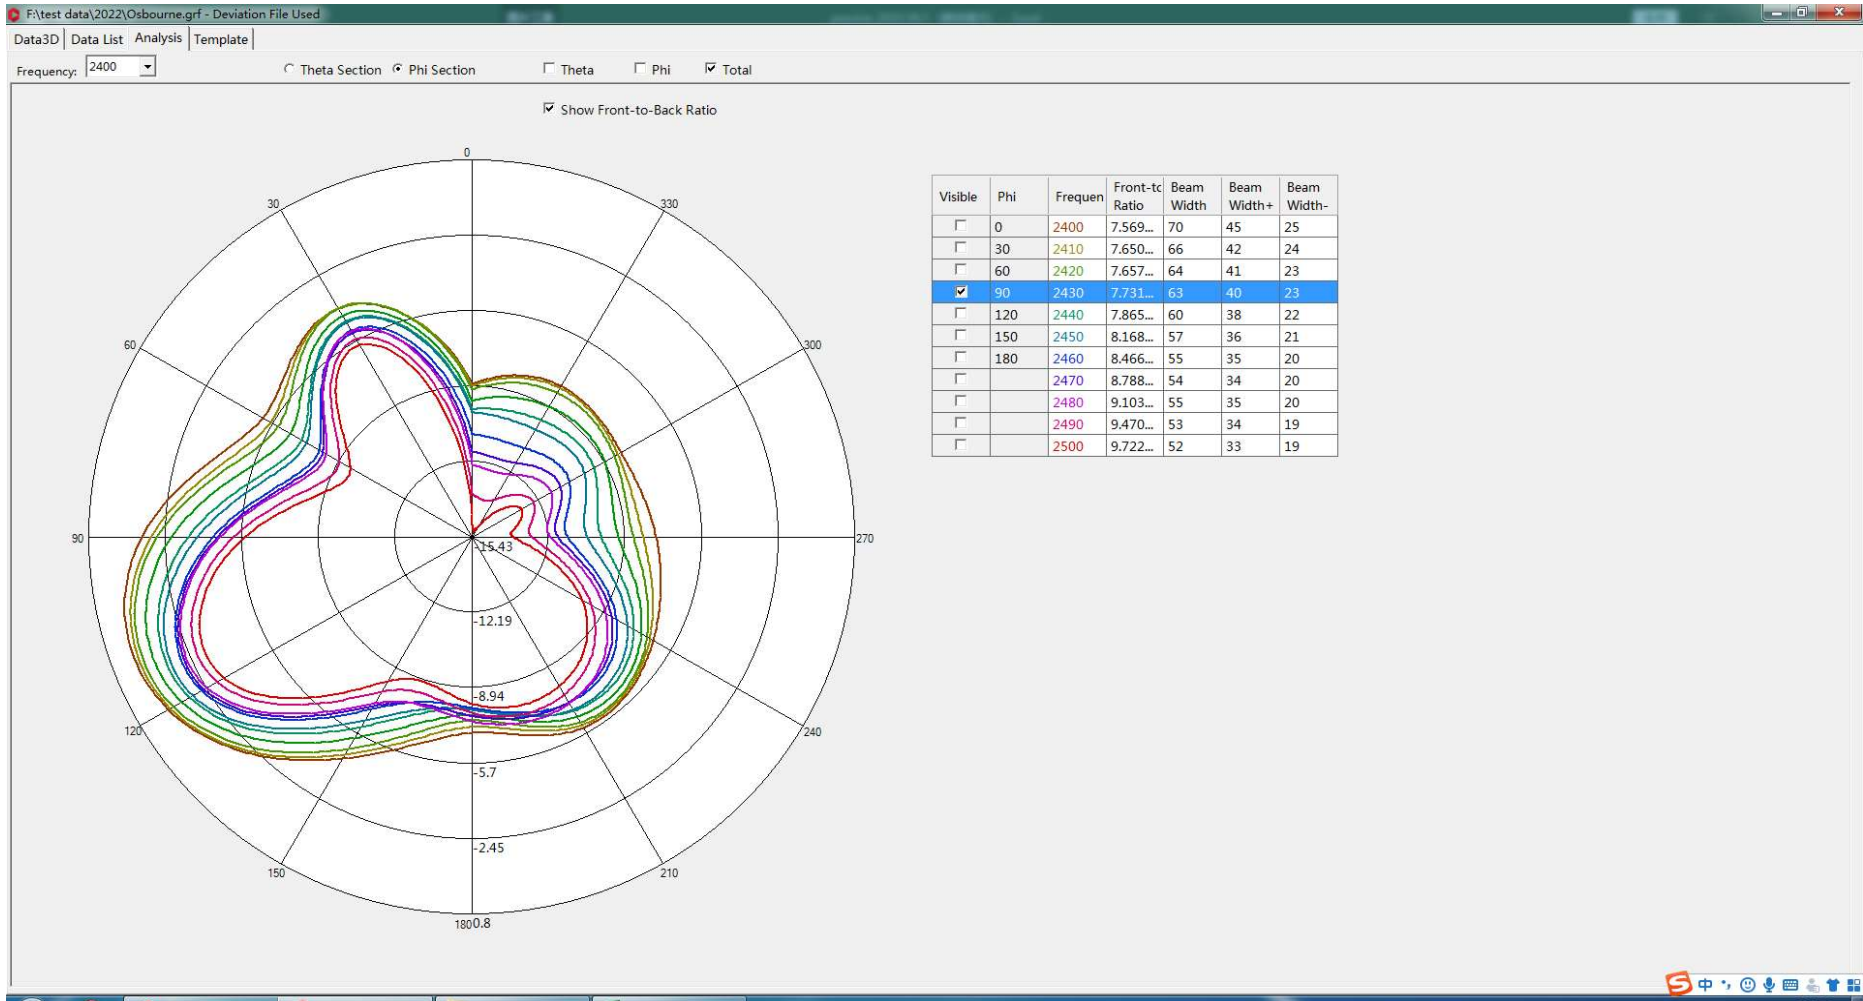 F:\test data\2022\Osbourne.grf - Deviation File Used
Data3D Data List Analysis Template
Frequency: 2400 Theta Section Phi Section Theta Phi Total
Show Front-to-Back Ratio
0
30 330
60 300
90 270
120 240
150 210
180 0.8
-15.43
-12.19
-8.94
-5.7
-2.45
Visible Phi Frequen Front-tc Ratio Beam Width Beam Width+ Beam Width-
0 2400 7.569... 70 45 25
30 2410 7.650... 66 42 24
60 2420 7.657... 64 41 23
90 2430 7.731... 63 40 23
120 2440 7.865... 60 38 22
150 2450 8.168... 57 36 21
180 2460 8.466... 55 35 20
2470 8.788... 54 34 20
2480 9.103... 55 35 20
2490 9.470... 53 34 19
2500 9.722... 52 33 19
中